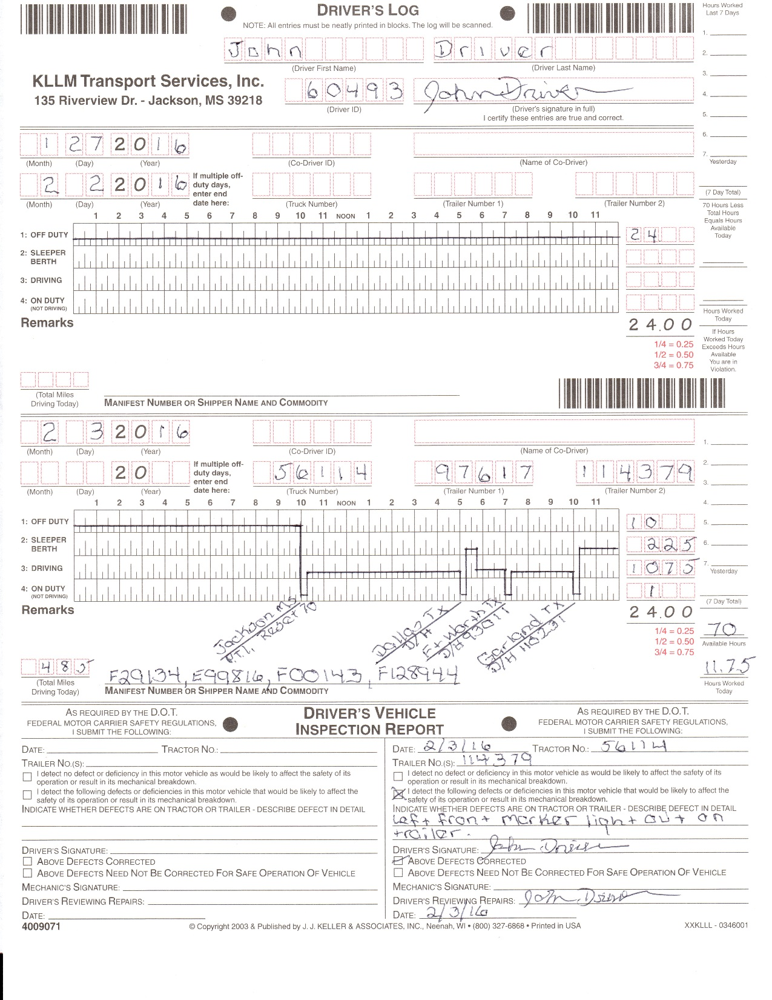 DRIVER'S LOG
NOTE: All entries must be neatly printed in blocks. The log will be scanned.
Hours Worked
Last 7 Days
1.
2.
3.
4.
5.
6.
7.
Yesterday
John Driver
(Driver First Name) (Driver Last Name)
KLLM Transport Services, Inc.
135 Riverview Dr. - Jackson, MS 39218
60493 John Driver
(Driver ID) (Driver's signature in full)
I certify these entries are true and correct.
1 27 2016
(Month) (Day) (Year) (Co-Driver ID) (Name of Co-Driver)
2 2 2016
If multiple off-
duty days,
enter end
date here:
(Month) (Day) (Year) (Truck Number) (Trailer Number 1) (Trailer Number 2)
(7 Day Total)
70 Hours Less
Total Hours
Equals Hours
Available
Today
1 2 3 4 5 6 7 8 9 10 11 NOON 1 2 3 4 5 6 7 8 9 10 11
1: OFF DUTY 24
2: SLEEPER
BERTH
3: DRIVING
4: ON DUTY
(NOT DRIVING)
Remarks
24.00
1/4 = 0.25
1/2 = 0.50
3/4 = 0.75
Hours Worked
Today
If Hours
Worked Today
Exceeds Hours
Available
You are in
Violation.
(Total Miles
Driving Today)
MANIFEST NUMBER OR SHIPPER NAME AND COMMODITY
2 3 2016
(Month) (Day) (Year) (Co-Driver ID) (Name of Co-Driver)
20
If multiple off-
duty days,
enter end
date here:
56114 97617 114379
(Month) (Day) (Year) (Truck Number) (Trailer Number 1) (Trailer Number 2)
1.
2.
3.
4.
5.
6.
7.
Yesterday
(7 Day Total)
1 2 3 4 5 6 7 8 9 10 11 NOON 1 2 3 4 5 6 7 8 9 10 11
1: OFF DUTY 10
2: SLEEPER
BERTH 2 25
3: DRIVING 10 75
4: ON DUTY 1
(NOT DRIVING)
Remarks
Jackson MS
P.T.I., Reset 70
Dallas TX
D/H
Ft Worth TX
D/H 93011
Garland TX
D/H 110231
24.00
1/4 = 0.25
1/2 = 0.50
3/4 = 0.75
70
Available Hours
11.75
Hours Worked
Today
485
(Total Miles
Driving Today)
F29134, E99816, F00143, F128944
MANIFEST NUMBER OR SHIPPER NAME AND COMMODITY
AS REQUIRED BY THE D.O.T.
FEDERAL MOTOR CARRIER SAFETY REGULATIONS,
I SUBMIT THE FOLLOWING:
DRIVER'S VEHICLE
INSPECTION REPORT
AS REQUIRED BY THE D.O.T.
FEDERAL MOTOR CARRIER SAFETY REGULATIONS,
I SUBMIT THE FOLLOWING:
DATE: TRACTOR NO.:
TRAILER NO.(S):
I detect no defect or deficiency in this motor vehicle as would be likely to affect the safety of its
operation or result in its mechanical breakdown.
I detect the following defects or deficiencies in this motor vehicle that would be likely to affect the
safety of its operation or result in its mechanical breakdown.
INDICATE WHETHER DEFECTS ARE ON TRACTOR OR TRAILER - DESCRIBE DEFECT IN DETAIL
DRIVER'S SIGNATURE:
ABOVE DEFECTS CORRECTED
ABOVE DEFECTS NEED NOT BE CORRECTED FOR SAFE OPERATION OF VEHICLE
MECHANIC'S SIGNATURE:
DRIVER'S REVIEWING REPAIRS:
DATE:
DATE: 2/3/16 TRACTOR NO.: 56114
TRAILER NO.(S): 114379
I detect no defect or deficiency in this motor vehicle as would be likely to affect the safety of its
operation or result in its mechanical breakdown.
I detect the following defects or deficiencies in this motor vehicle that would be likely to affect the
safety of its operation or result in its mechanical breakdown.
INDICATE WHETHER DEFECTS ARE ON TRACTOR OR TRAILER - DESCRIBE DEFECT IN DETAIL
Left front marker light out on
trailer.
DRIVER'S SIGNATURE: John Driver
ABOVE DEFECTS CORRECTED
ABOVE DEFECTS NEED NOT BE CORRECTED FOR SAFE OPERATION OF VEHICLE
MECHANIC'S SIGNATURE:
DRIVER'S REVIEWING REPAIRS: John Driver
DATE: 2/3/16
4009071 © Copyright 2003 & Published by J. J. KELLER & ASSOCIATES, INC., Neenah, WI • (800) 327-6868 • Printed in USA XXKLLL - 0346001